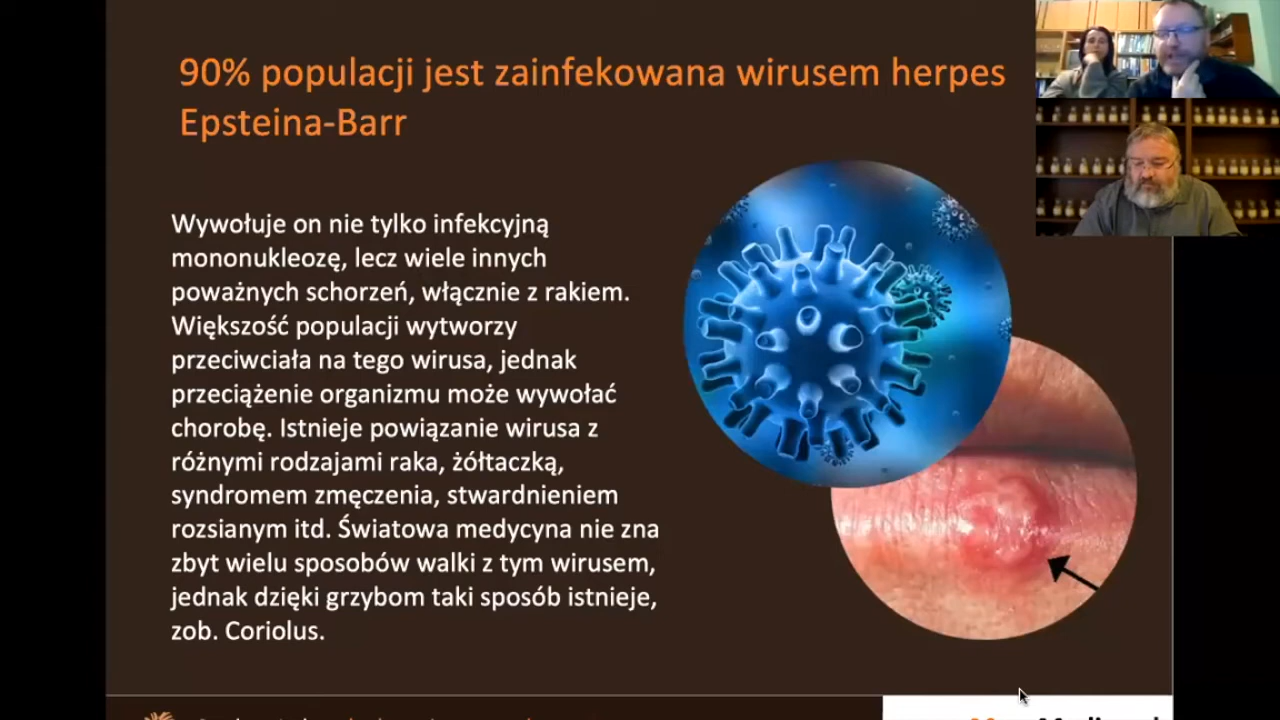 90% populacji jest zainfekowana wirusem herpes
Epsteina-Barr
Wywołuje on nie tylko infekcyjną
mononukleozę, lecz wiele innych
poważnych schorzeń, włącznie z rakiem.
Większość populacji wytworzy
przeciwciała na tego wirusa, jednak
przeciążenie organizmu może wywołać
chorobę. Istnieje powiązanie wirusa z
różnymi rodzajami raka, żółtaczką,
syndromem zmęczenia, stwardnieniem
rozsianym itd. Światowa medycyna nie zna
zbyt wielu sposobów walki z tym wirusem,
jednak dzięki grzybom taki sposób istnieje,
zob. Coriolus.